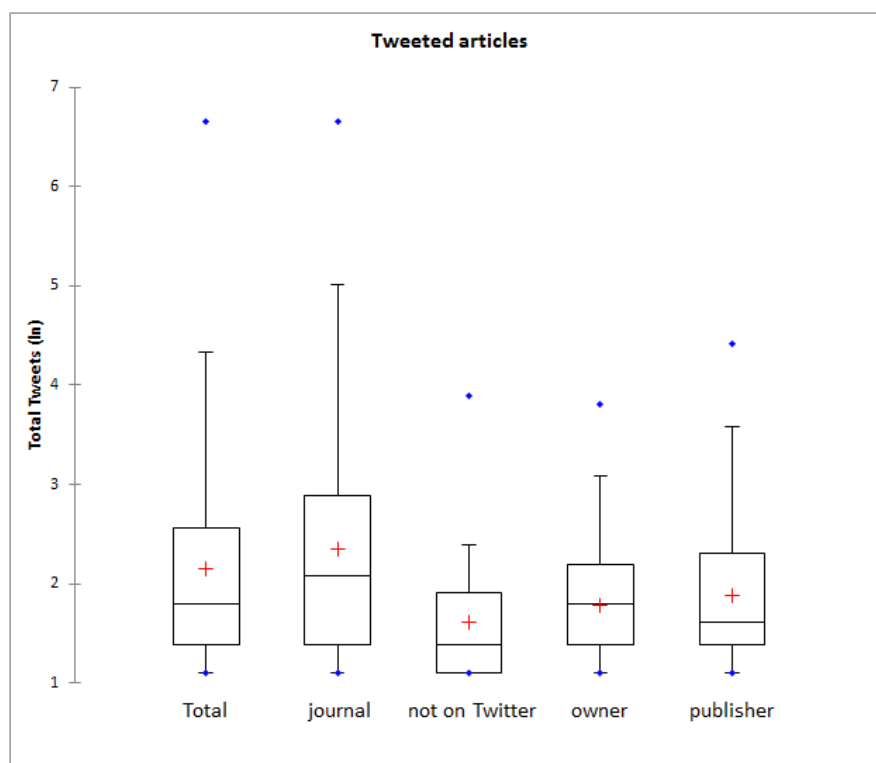 Tweeted articles
7
6
5
4
3
2
1
Total Tweets (ln)
Total
journal
not on Twitter
owner
publisher